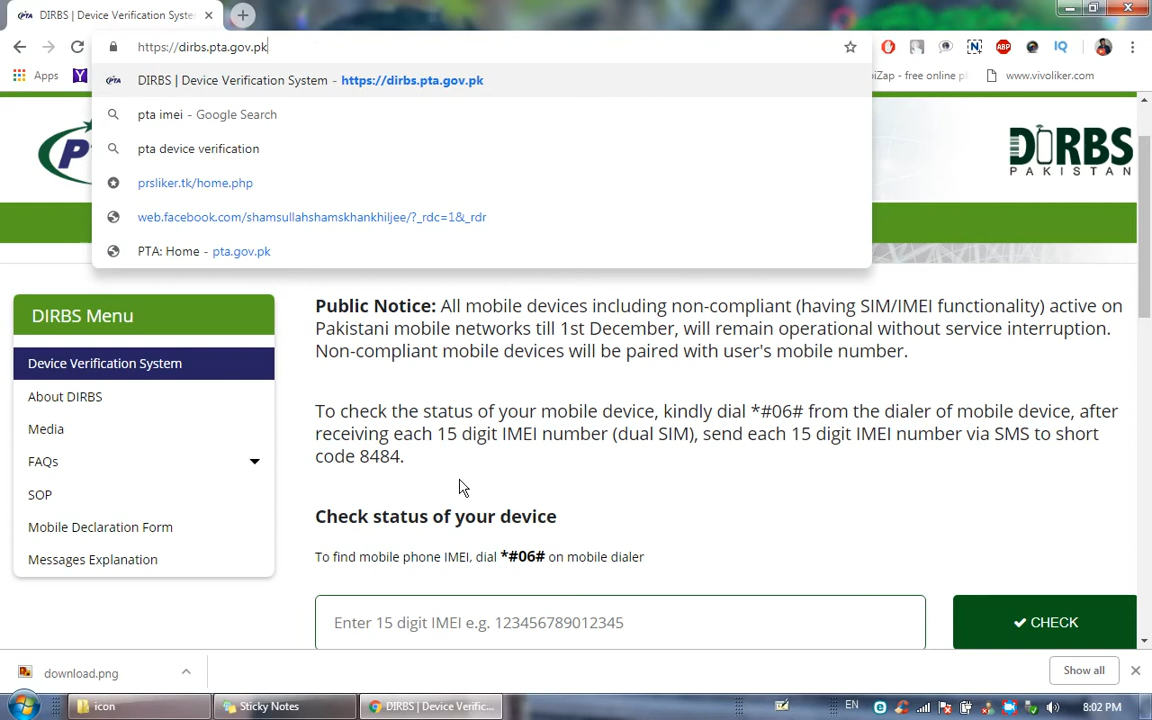 DIRBS | Device Verification Syste
https://dirbs.pta.gov.pk
Apps
piZap - free online p
www.vivoliker.com
DIRBS | Device Verification System - https://dirbs.pta.gov.pk
pta imei - Google Search
pta device verification
prsliker.tk/home.php
web.facebook.com/shamsullahshamskhankhiljee/?_rdc=1&_rdr
PTA: Home - pta.gov.pk
DIRBS
PAKISTAN
DIRBS Menu
Device Verification System
About DIRBS
Media
FAQs
SOP
Mobile Declaration Form
Messages Explanation
Public Notice: All mobile devices including non-compliant (having SIM/IMEI functionality) active on
Pakistani mobile networks till 1st December, will remain operational without service interruption.
Non-compliant mobile devices will be paired with user's mobile number.
To check the status of your mobile device, kindly dial *#06# from the dialer of mobile device, after
receiving each 15 digit IMEI number (dual SIM), send each 15 digit IMEI number via SMS to short
code 8484.
Check status of your device
To find mobile phone IMEI, dial *#06# on mobile dialer
Enter 15 digit IMEI e.g. 123456789012345
CHECK
download.png
Show all
icon
Sticky Notes
DIRBS | Device Verific...
EN
8:02 PM